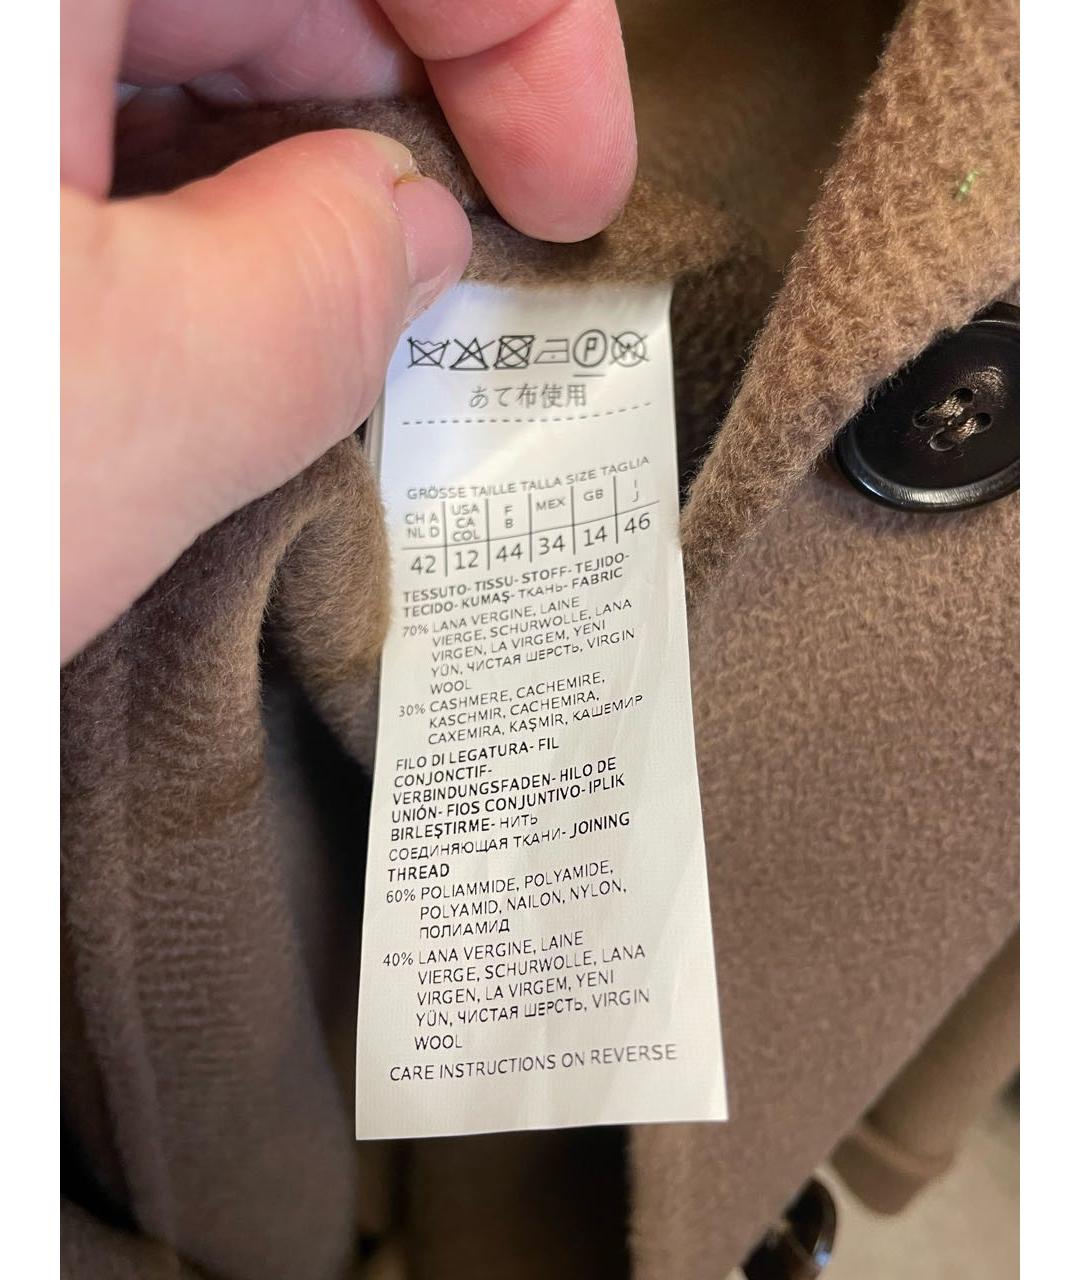 P W
あて布使用
GRÖSSE TAILLE TALLA SIZE TAGLIA
CH A NL D USA CA COL F B MEX GB I J
42 12 44 34 14 46
TESSUTO- TISSU- STOFF- TEJIDO-
TECIDO- KUMAŞ- ТКАНЬ- FABRIC
70% LANA VERGINE, LAINE
VIERGE, SCHURWOLLE, LANA
VIRGEN, LA VIRGEM, YENI
YÜN, ЧИСТАЯ ШЕРСТЬ, VIRGIN
WOOL
30% CASHMERE, CACHEMIRE,
KASCHMIR, CACHEMIRA,
CAXEMIRA, KAŞMİR, КАШЕМИР
FILO DI LEGATURA- FIL
CONJONCTIF-
VERBINDUNGSFADEN- HILO DE
UNIÓN- FIOS CONJUNTIVO- IPLIK
BIRLEŞTIRME- НИТЬ
СОЕДИНЯЮЩАЯ ТКАНИ- JOINING
THREAD
60% POLIAMMIDE, POLYAMIDE,
POLYAMID, NAILON, NYLON,
ПОЛИАМИД
40% LANA VERGINE, LAINE
VIERGE, SCHURWOLLE, LANA
VIRGEN, LA VIRGEM, YENI
YÜN, ЧИСТАЯ ШЕРСТЬ, VIRGIN
WOOL
CARE INSTRUCTIONS ON REVERSE